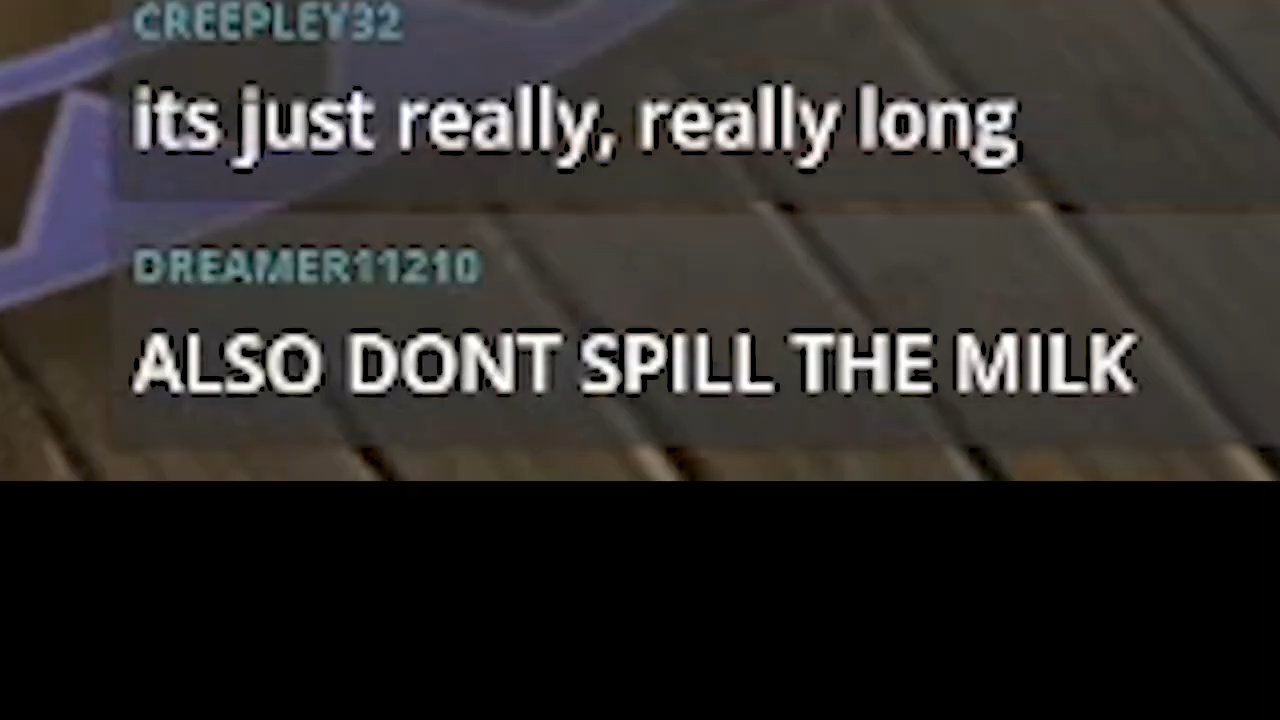 CREEPLEY32
its just really, really long
DREAMER11210
ALSO DONT SPILL THE MILK